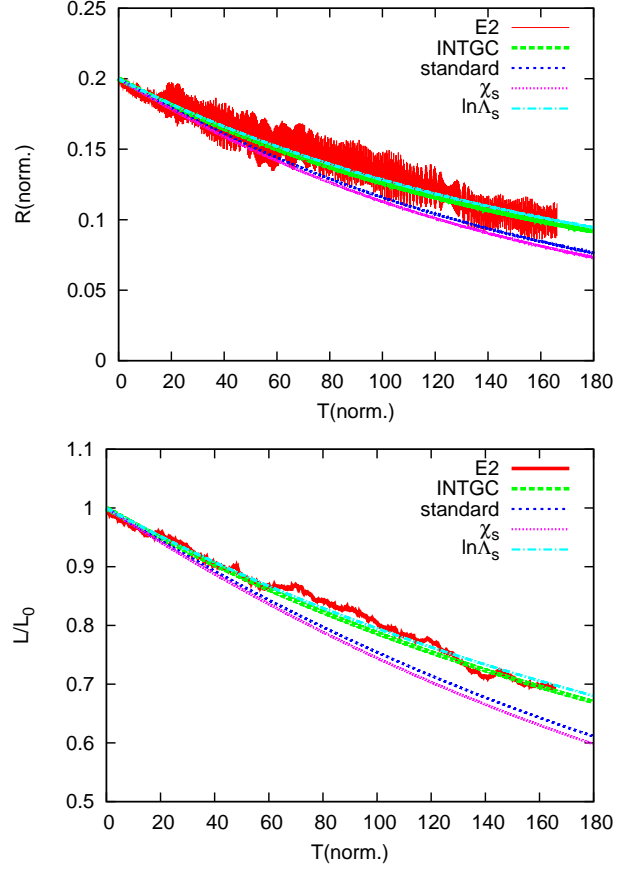 0.25
0.2
0.15
0.1
0.05
0
R(norm.)
0 20 40 60 80 100 120 140 160 180
T(norm.)
E2
INTGC
standard
χs
lnΛs
1.1
1
0.9
0.8
0.7
0.6
0.5
L/L0
0 20 40 60 80 100 120 140 160 180
T(norm.)
E2
INTGC
standard
χs
lnΛs